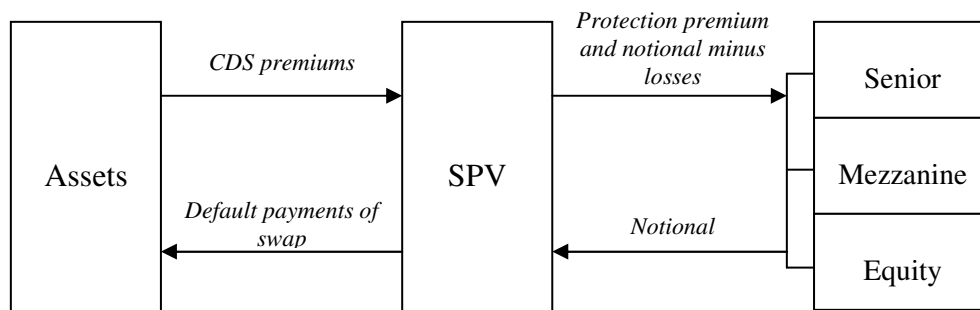 Assets
CDS premiums
Default payments of
swap
SPV
Protection premium
and notional minus
losses
Notional
Senior
Mezzanine
Equity